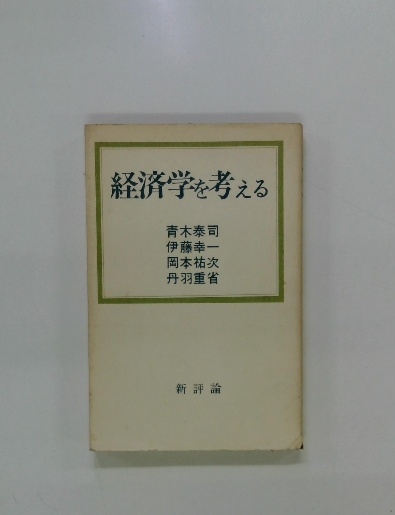 経済学を考える
青木泰司
伊藤幸一
岡本祐次
丹羽重省
新評論